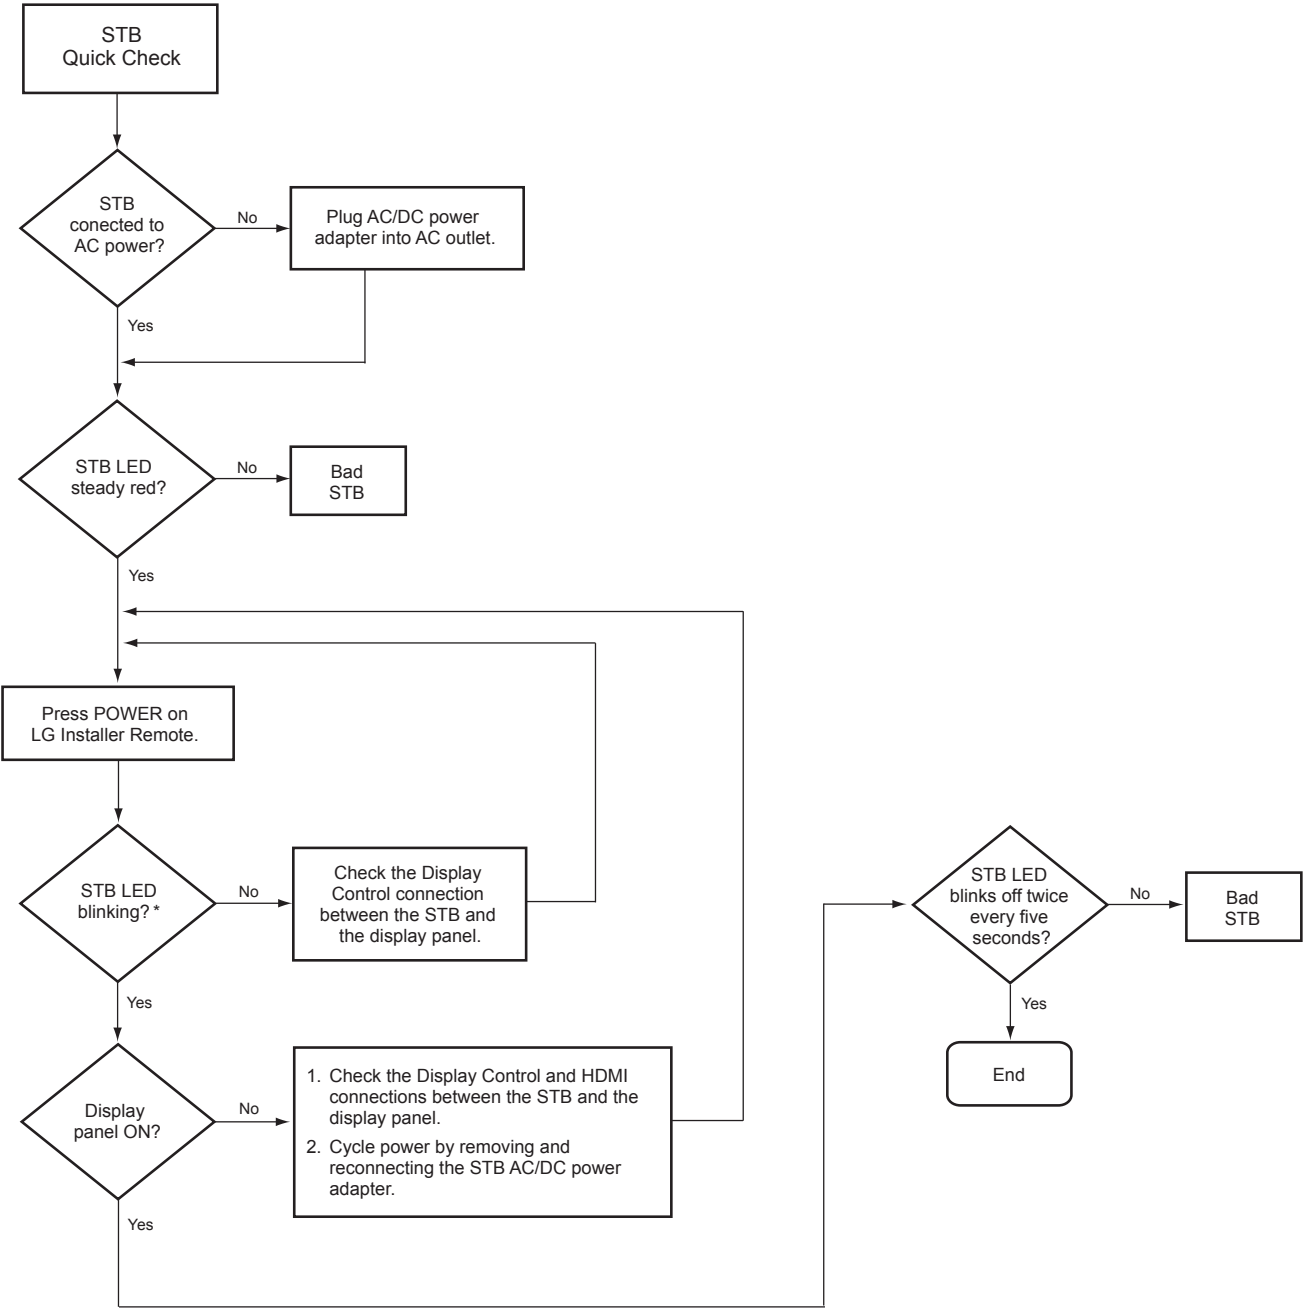 STB
Quick Check
STB
conected to
AC power?
No
Plug AC/DC power
adapter into AC outlet.
Yes
STB LED
steady red?
No
Bad
STB
Yes
Press POWER on
LG Installer Remote.
STB LED
blinking? *
No
Check the Display
Control connection
between the STB and
the display panel.
Yes
Display
panel ON?
No
1. Check the Display Control and HDMI
connections between the STB and the
display panel.
2. Cycle power by removing and
reconnecting the STB AC/DC power
adapter.
Yes
STB LED
blinks off twice
every five
seconds?
No
Bad
STB
Yes
End